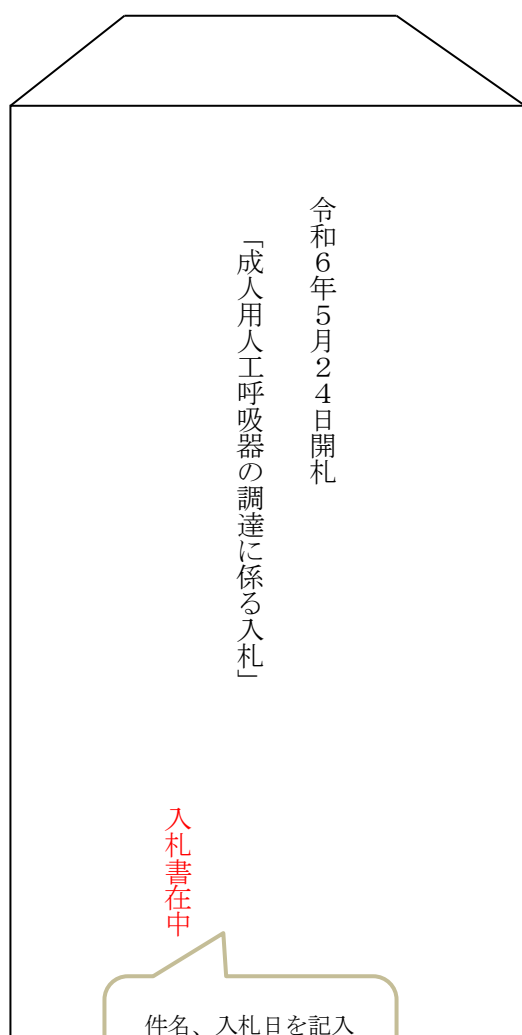 令和６年５月２４日開札
「成人用人工呼吸器の調達に係る入札」
入札書在中
件名、入札日を記入